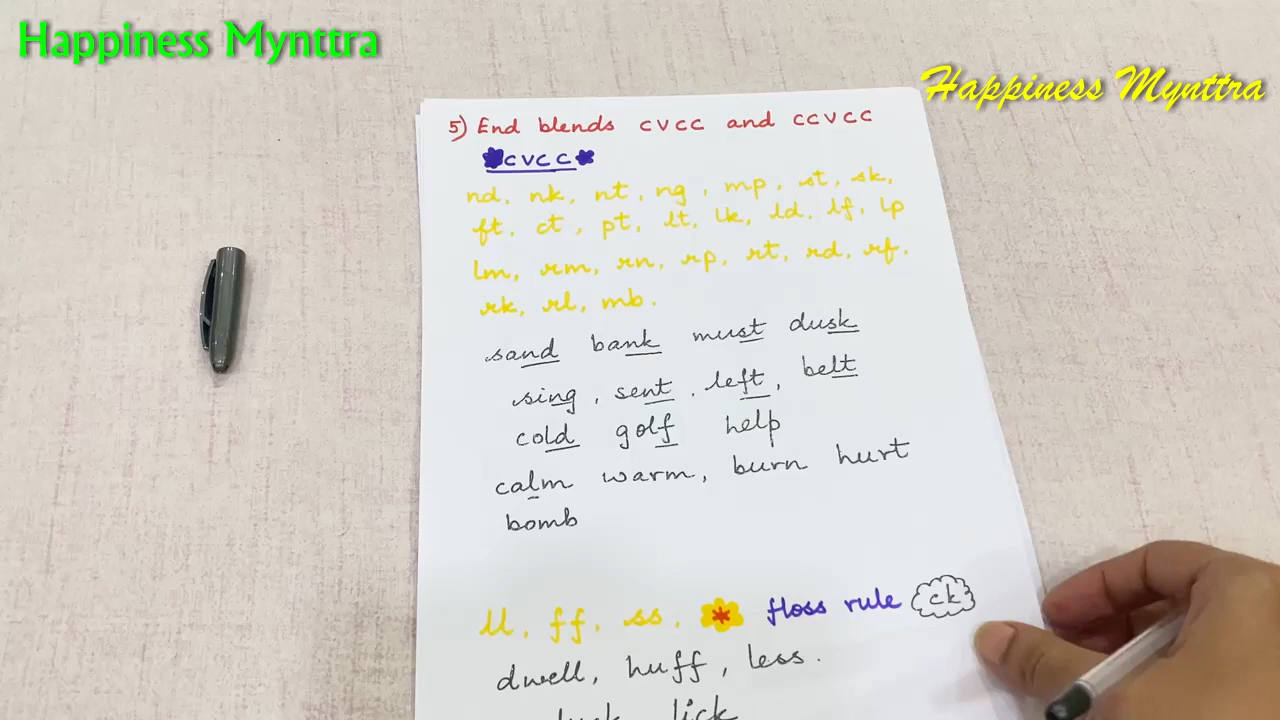 Happiness Mynttra
Happiness Mynttra
5) End blends cvcc and ccvcc
cvcc
nd, nk, nt, ng, mp, st, sk,
ft, ct, pt, lt, lk, ld, lf, lp
lm, rm, rn, rp, rt, rd, rf,
rk, rl, mb.
sand bank must dusk
sing, sent, left, belt
cold golf help
calm warm, burn hurt
bomb
ll, ff, ss, floss rule ck
dwell, huff, less.
lick